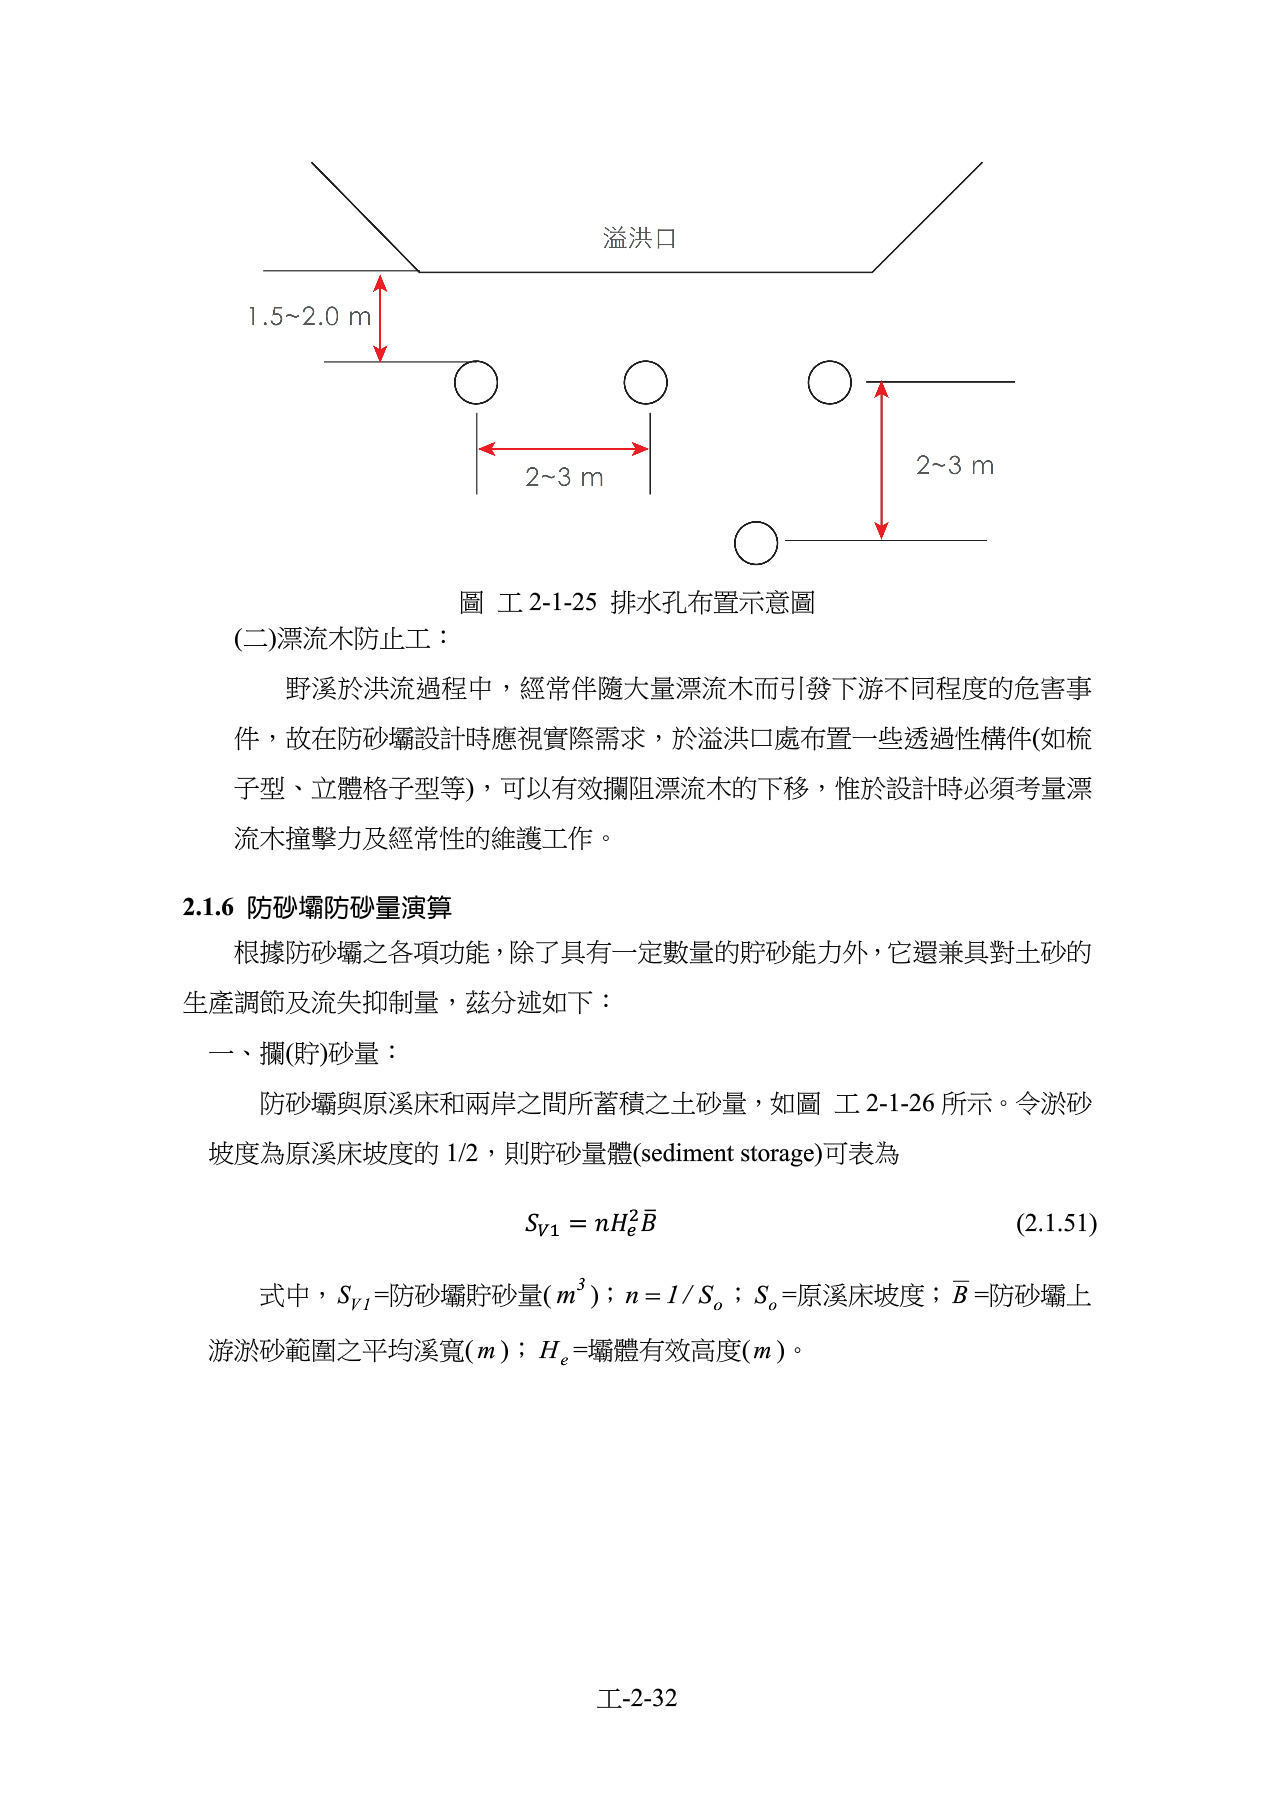 溢洪口
1.5~2.0 m
2~3 m
2~3 m
圖 工 2-1-25 排水孔布置示意圖
(二)漂流木防止工：
野溪於洪流過程中，經常伴隨大量漂流木而引發下游不同程度的危害事
件，故在防砂壩設計時應視實際需求，於溢洪口處布置一些透過性構件(如梳
子型、立體格子型等)，可以有效攔阻漂流木的下移，惟於設計時必須考量漂
流木撞擊力及經常性的維護工作。
2.1.6 防砂壩防砂量演算
根據防砂壩之各項功能，除了具有一定數量的貯砂能力外，它還兼具對土砂的
生產調節及流失抑制量，茲分述如下：
一、攔(貯)砂量：
防砂壩與原溪床和兩岸之間所蓄積之土砂量，如圖 工 2-1-26 所示。令淤砂
坡度為原溪床坡度的 1/2，則貯砂量體(sediment storage)可表為
$S_{V1} = nH_e^2\bar{B}$ (2.1.51)
式中，$S_{V1}$=防砂壩貯砂量($m^3$)；$n = 1/S_o$；$S_o$=原溪床坡度；$\bar{B}$=防砂壩上
游淤砂範圍之平均溪寬(m)；$H_e$=壩體有效高度(m)。
工-2-32